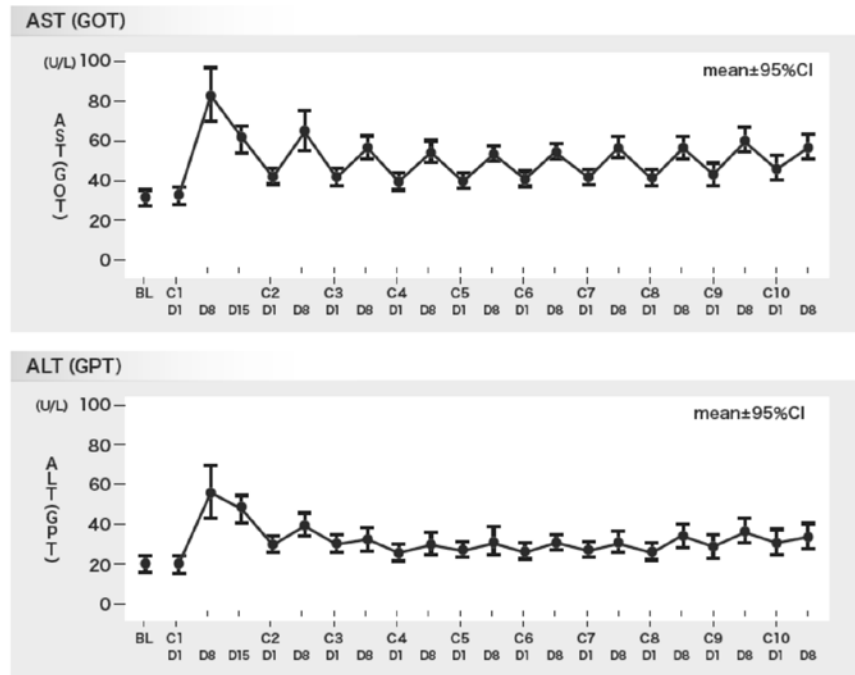 AST (GOT)
(U/L) 100
mean±95%CI
80
60
40
20
0
AST(GOT)
BL C1 C2 C3 C4 C5 C6 C7 C8 C9 C10
D1 D8 D15 D1 D8 D1 D8 D1 D8 D1 D8 D1 D8 D1 D8 D1 D8 D1 D8 D1 D8
ALT (GPT)
(U/L) 100
mean±95%CI
80
60
40
20
0
ALT(GPT)
BL C1 C2 C3 C4 C5 C6 C7 C8 C9 C10
D1 D8 D15 D1 D8 D1 D8 D1 D8 D1 D8 D1 D8 D1 D8 D1 D8 D1 D8 D1 D8